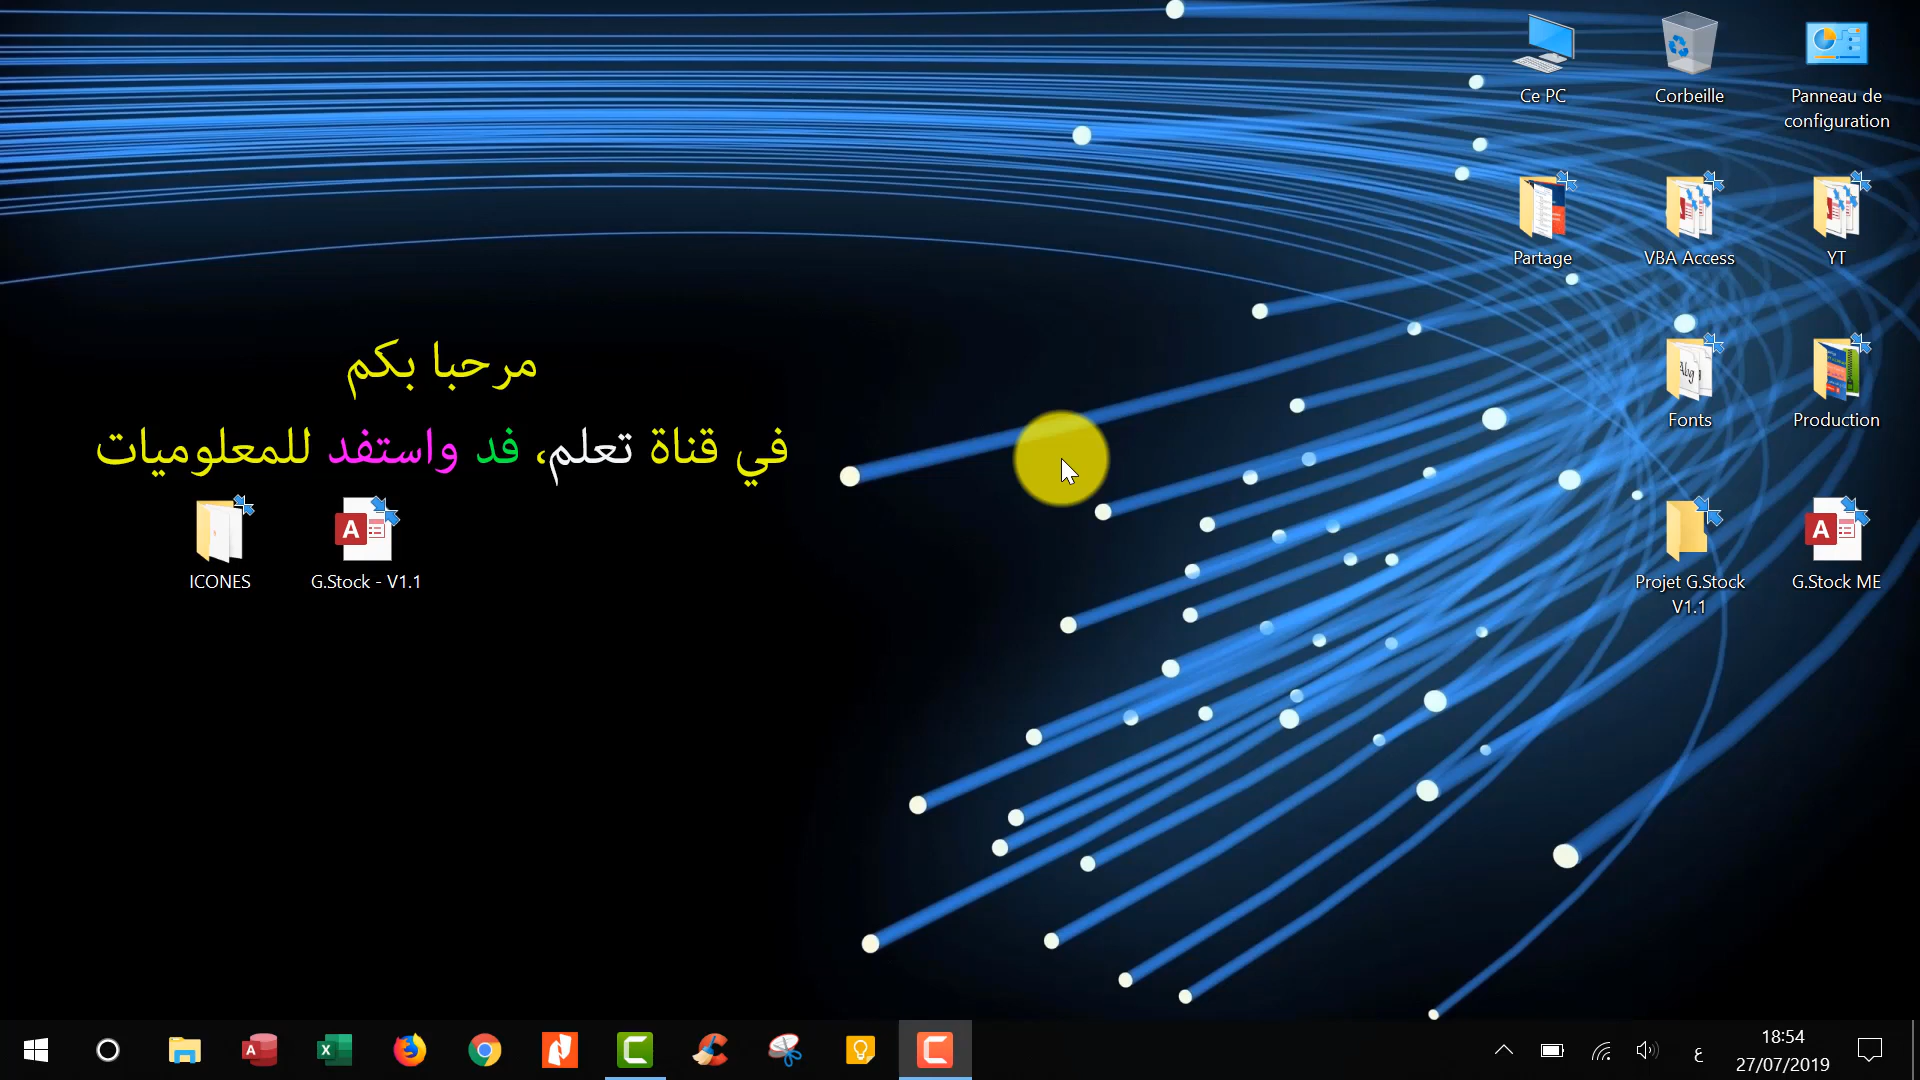 Ce PC
Corbeille
Panneau de
configuration
Partage
VBA Access
YT
مرحبا بكم
في قناة تعلم، فد واستفد للمعلوميات
Fonts
Production
ICONES
G.Stock - V1.1
Projet G.Stock
V1.1
G.Stock ME
ع
18:54
27/07/2019